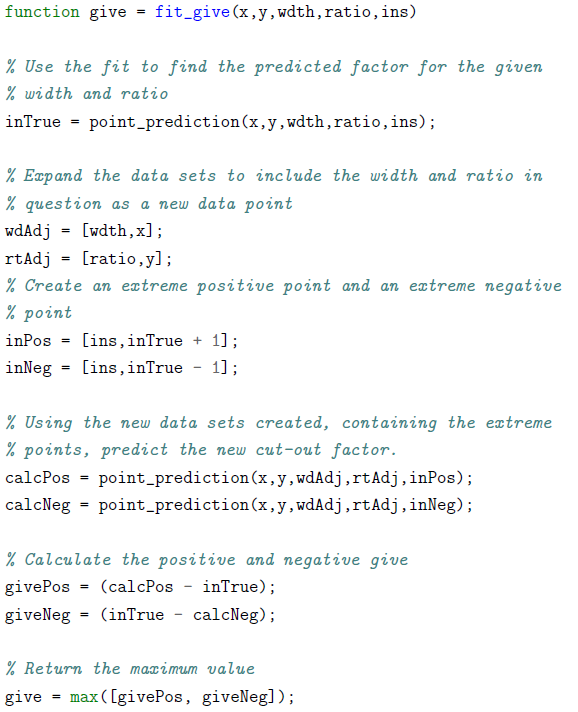 function give = fit_give(x,y,wdth,ratio,ins)
% Use the fit to find the predicted factor for the given
% width and ratio
inTrue = point_prediction(x,y,wdth,ratio,ins);
% Expand the data sets to include the width and ratio in
% question as a new data point
wdAdj = [wdth,x];
rtAdj = [ratio,y];
% Create an extreme positive point and an extreme negative
% point
inPos = [ins,inTrue + 1];
inNeg = [ins,inTrue - 1];
% Using the new data sets created, containing the extreme
% points, predict the new cut-out factor.
calcPos = point_prediction(x,y,wdAdj,rtAdj,inPos);
calcNeg = point_prediction(x,y,wdAdj,rtAdj,inNeg);
% Calculate the positive and negative give
givePos = (calcPos - inTrue);
giveNeg = (inTrue - calcNeg);
% Return the maximum value
give = max([givePos, giveNeg]);